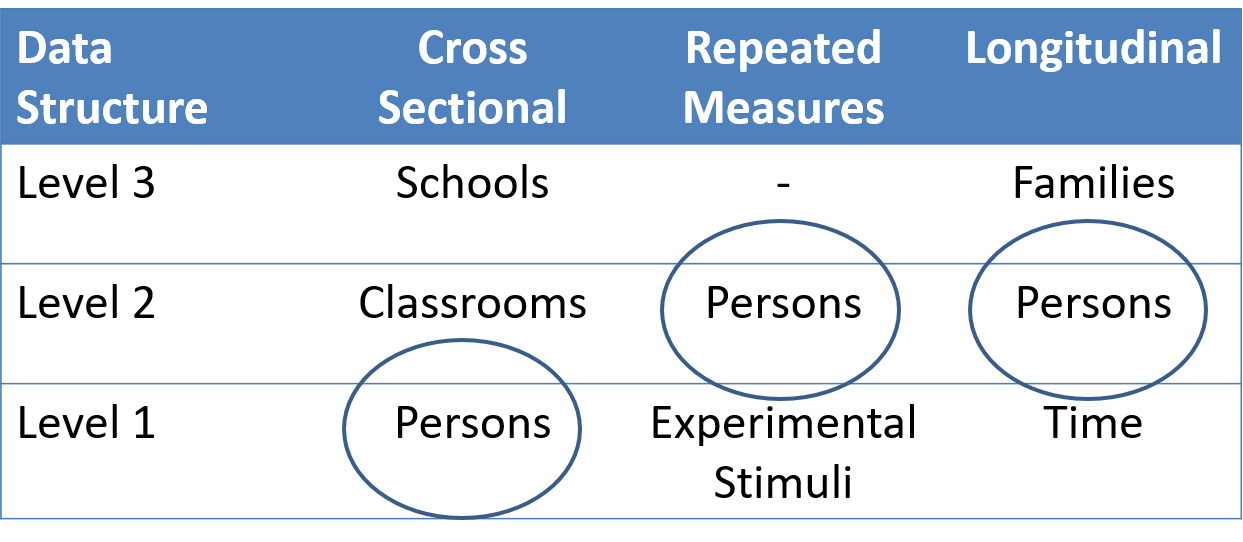 Data Structure Cross Sectional Repeated Measures Longitudinal
Level 3 Schools - Families
Level 2 Classrooms Persons Persons
Level 1 Persons Experimental Stimuli Time